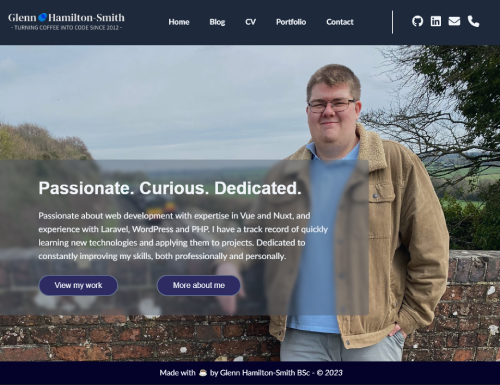 Glenn Hamilton-Smith
- TURNING COFFEE INTO CODE SINCE 2012 -
Home Blog CV Portfolio Contact
Passionate. Curious. Dedicated.
Passionate about web development with expertise in Vue and Nuxt, and
experience with Laravel, WordPress and PHP. I have a track record of quickly
learning new technologies and applying them to projects. Dedicated to
constantly improving my skills, both professionally and personally.
View my work More about me
Made with ☕ by Glenn Hamilton-Smith BSc - © 2023